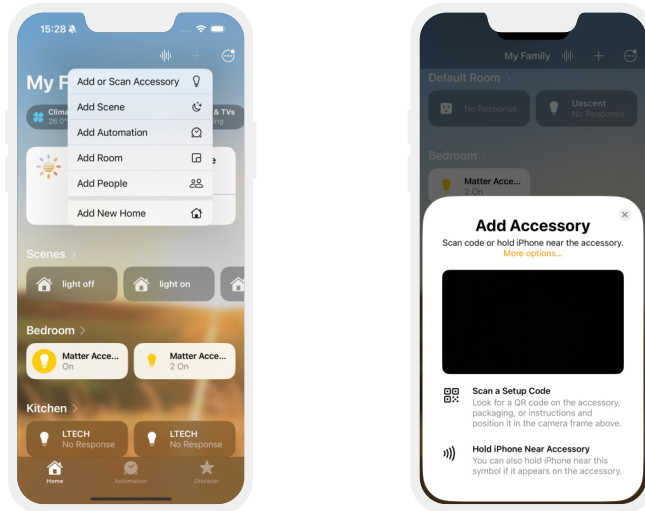 15:28
My F
Add or Scan Accessory
Add Scene
Add Automation
Add Room
Add People
Add New Home
Clima
26.0°
& TVs
ing
e
Scenes >
light off
light on
Bedroom >
Matter Acce...
On
Matter Acce...
2 On
Kitchen >
LTECH
No Response
LTECH
No Response
Home
Automation
Discover
My Family
Default Room >
No Response
Uascent
No Response
Bedroom >
Matter Acce...
2 On
Add Accessory
Scan code or hold iPhone near the accessory.
More options...
Scan a Setup Code
Look for a QR code on the accessory,
packaging, or instructions and
position it in the camera frame above.
Hold iPhone Near Accessory
You can also hold iPhone near this
symbol if it appears on the accessory.